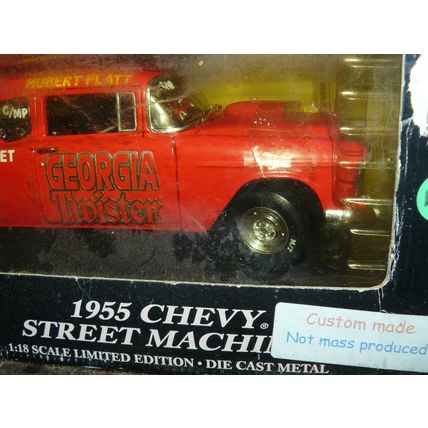 HUBERT PLATT
C/MP
ET
GEORGIA
Twister
1955 CHEVY®
STREET MACHI
1:18 SCALE LIMITED EDITION • DIE CAST METAL
Custom made
Not mass produced